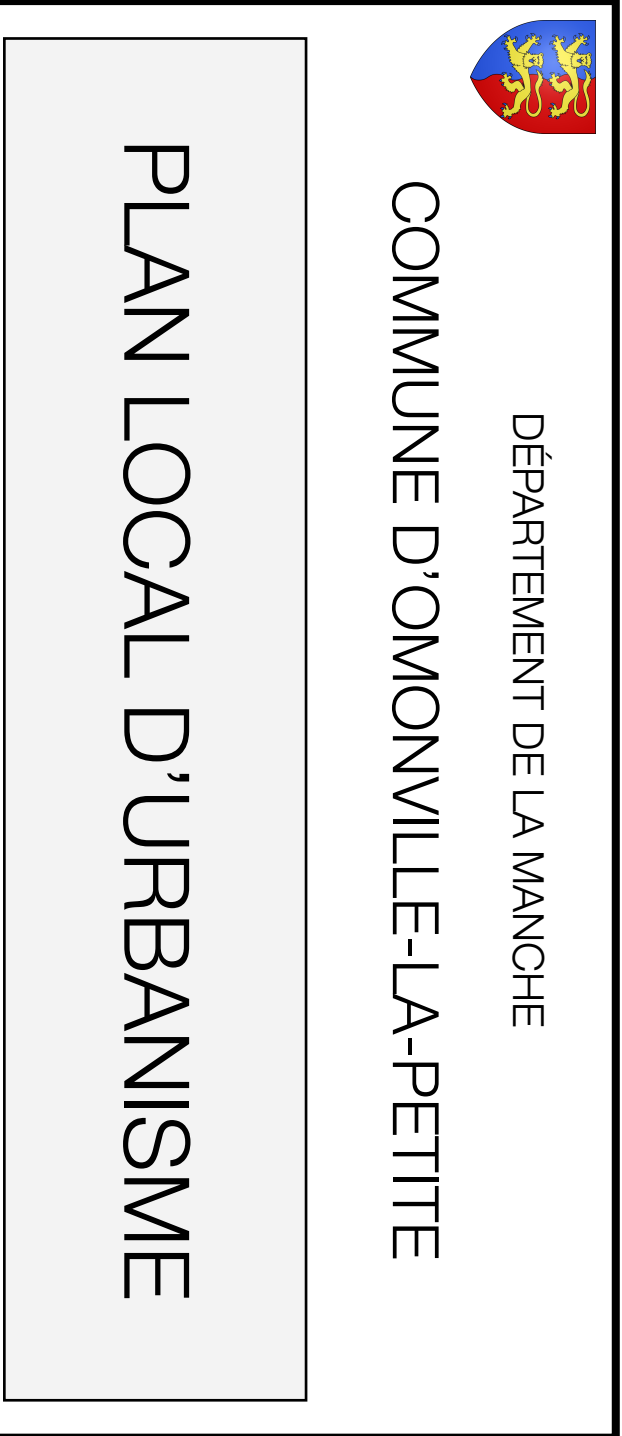 DÉPARTEMENT DE LA MANCHE
COMMUNE D’OMONVILLE-LA-PETITE
PLAN LOCAL D’URBANISME